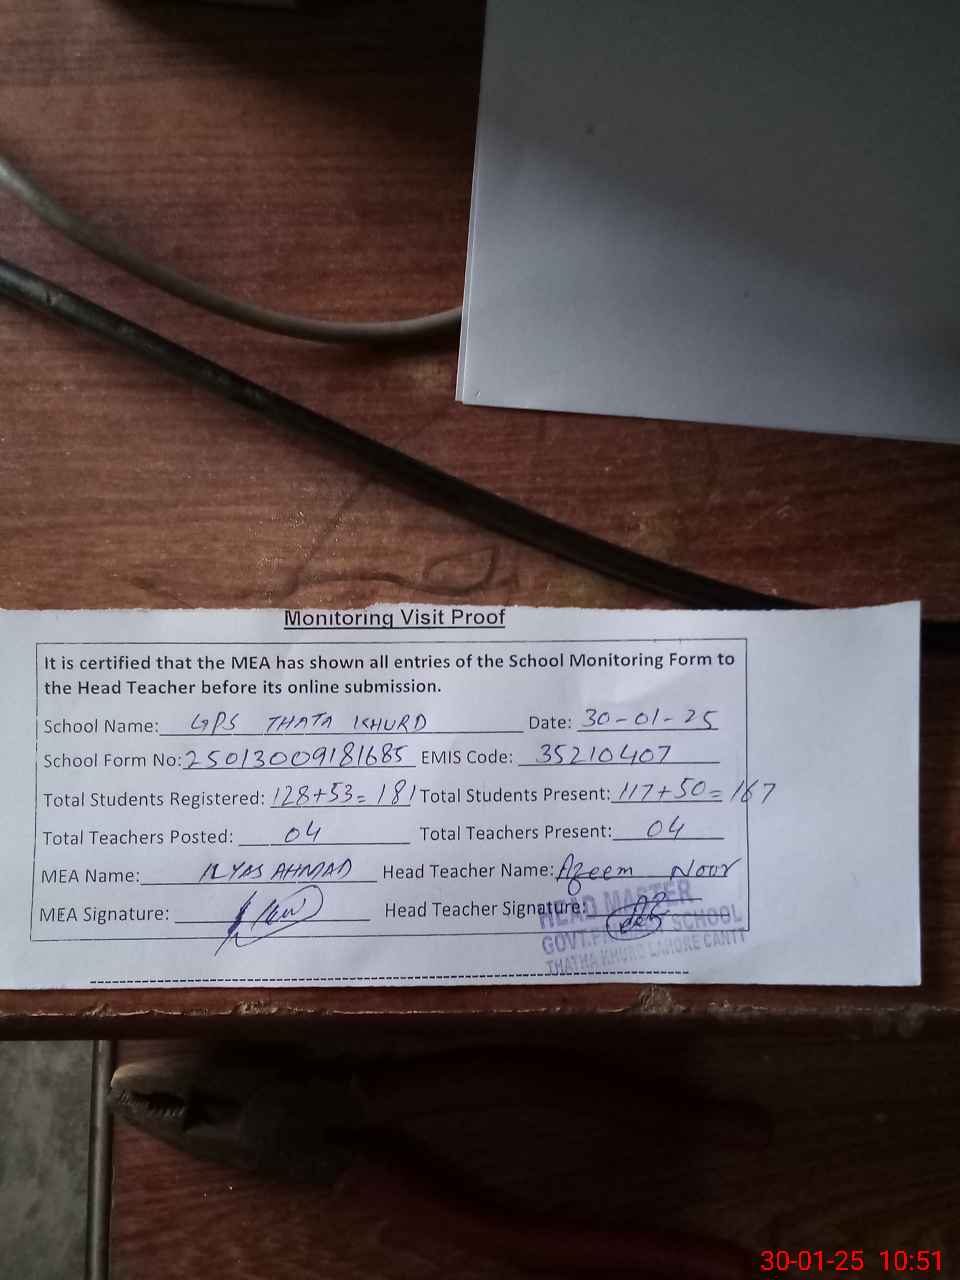 Monitoring Visit Proof
It is certified that the MEA has shown all entries of the School Monitoring Form to
the Head Teacher before its online submission.
School Name: GPS THATA KHURD Date: 30-01-25
School Form No: 25013009181685 EMIS Code: 35210407
Total Students Registered: 128+53=181 Total Students Present: 117+50=167
Total Teachers Posted: 04 Total Teachers Present: 04
MEA Name: ILYAS AHMAD Head Teacher Name: Azeem Noor
MEA Signature: Head Teacher Signature:
HEAD MASTER
GOVT. PRIMARY SCHOOL
THATHA KHURD LAHORE CANTT
30-01-25 10:51